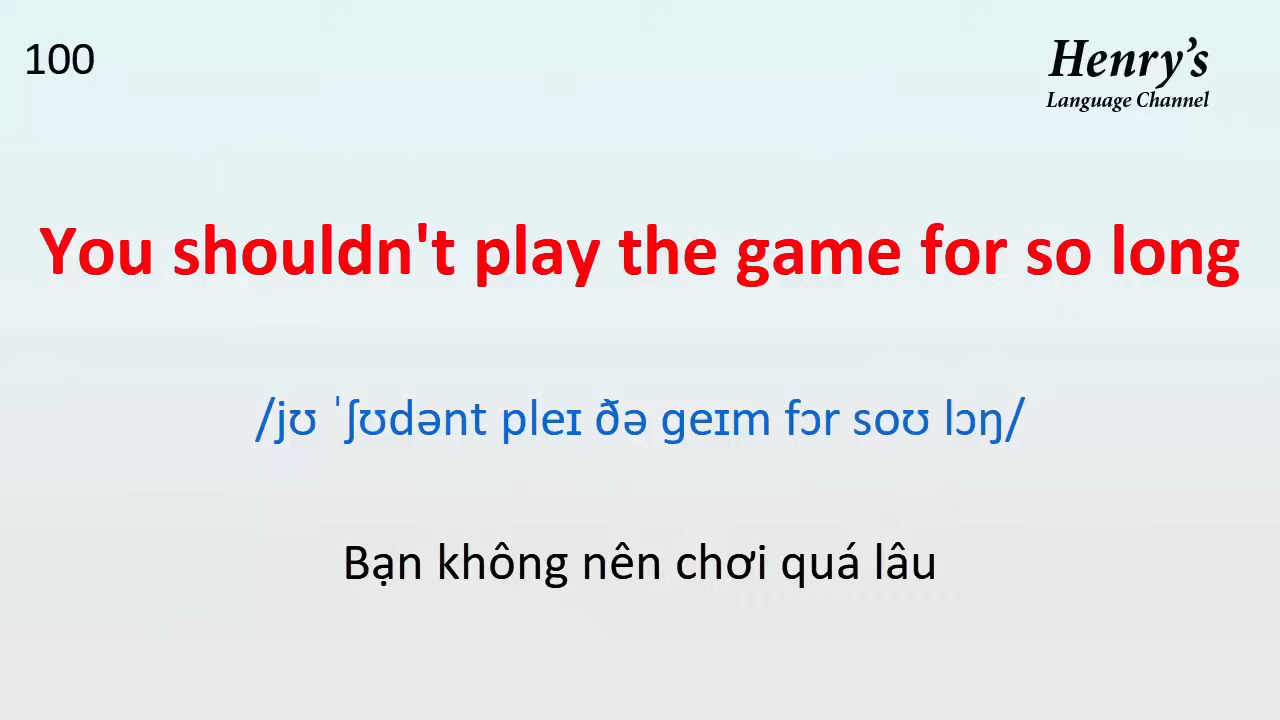 100
Henry's
Language Channel
You shouldn't play the game for so long
/jʊ ˈʃʊdənt pleɪ ðə geɪm fɔr soʊ lɔŋ/
Bạn không nên chơi quá lâu